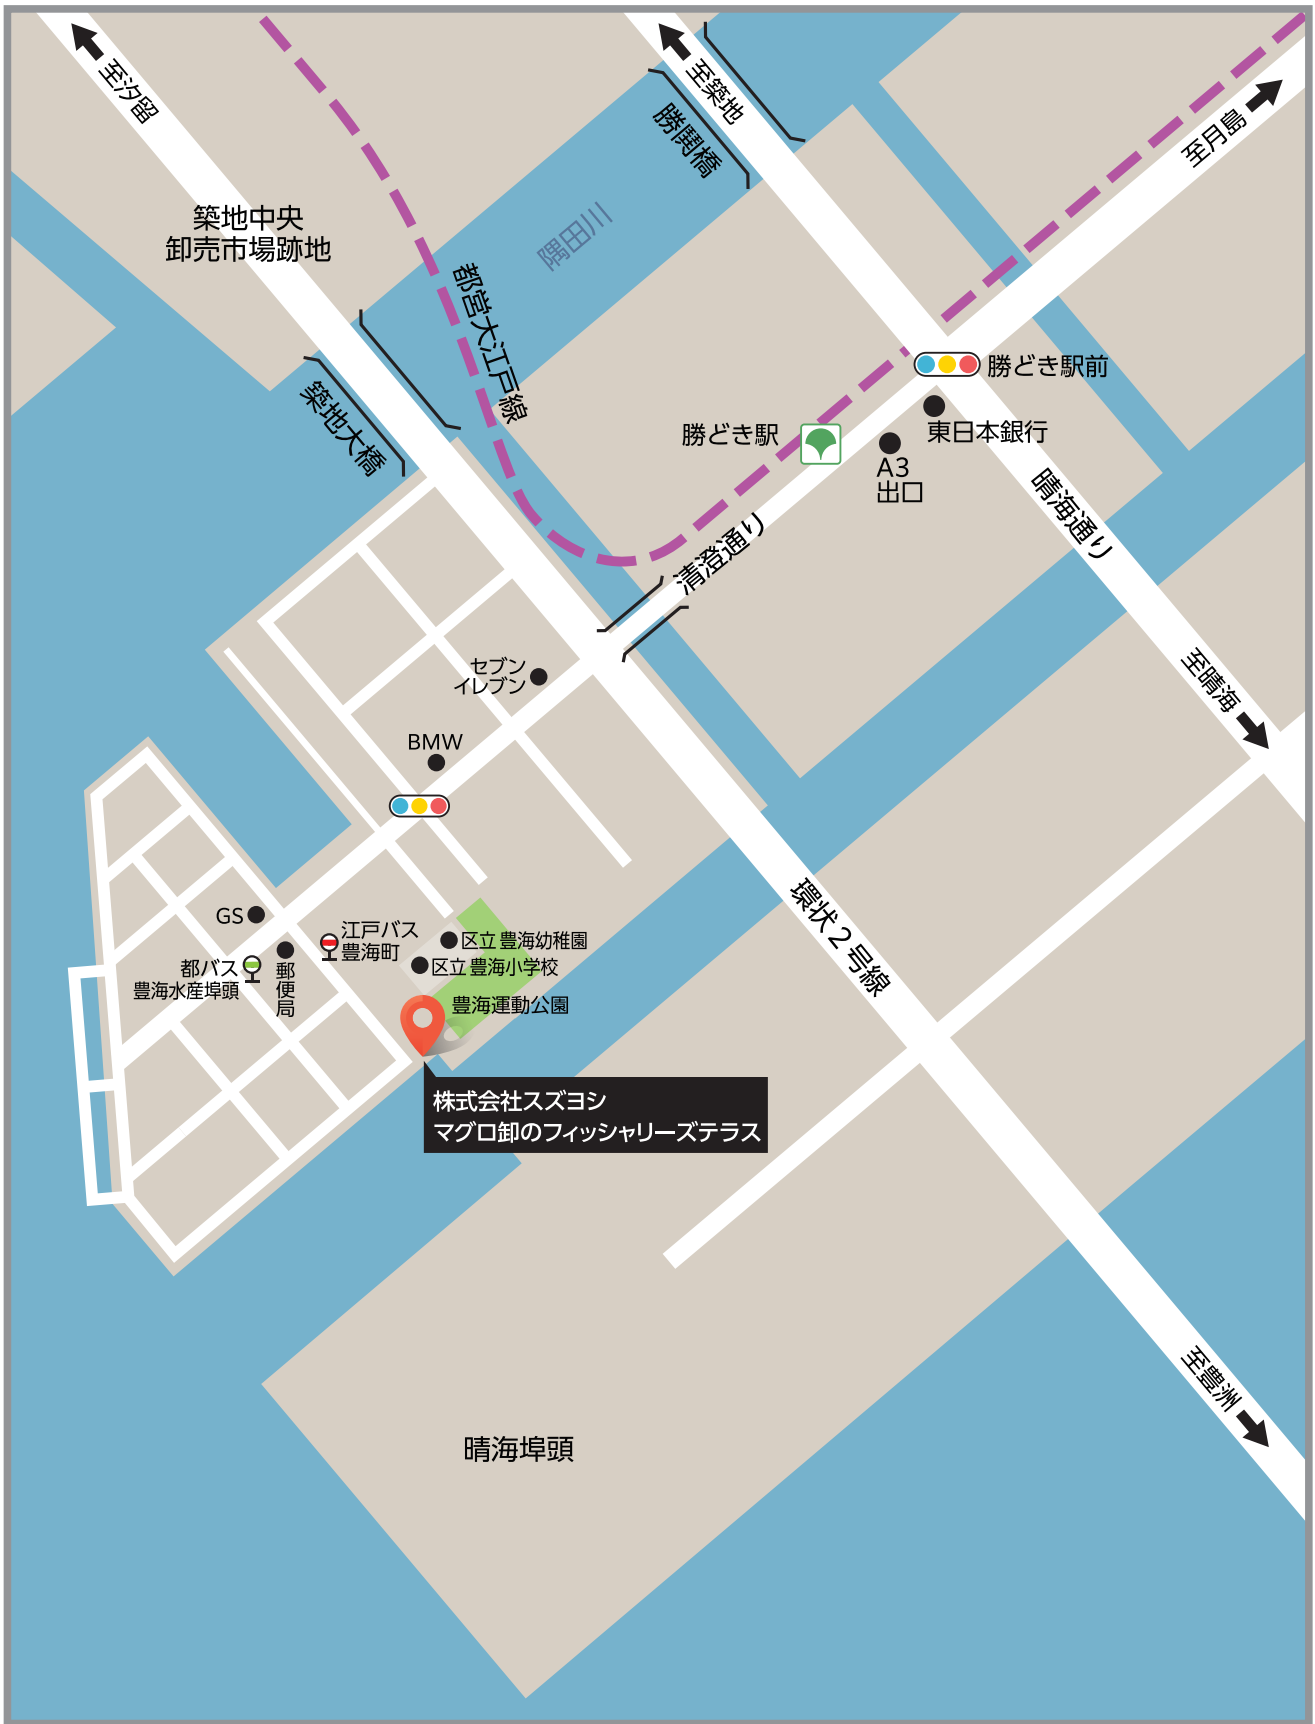 至汐留
至築地
勝鬨橋
至月島
築地中央
卸売市場跡地
隅田川
都営大江戸線
築地大橋
勝どき駅前
東日本銀行
勝どき駅
A3
出口
晴海通り
清澄通り
至晴海
セブン
イレブン
BMW
GS
江戸バス
豊海町
区立 豊海幼稚園
区立 豊海小学校
都バス
豊海水産埠頭
郵便局
豊海運動公園
環状２号線
株式会社スズヨシ
マグロ卸のフィッシャリーズテラス
至豊洲
晴海埠頭